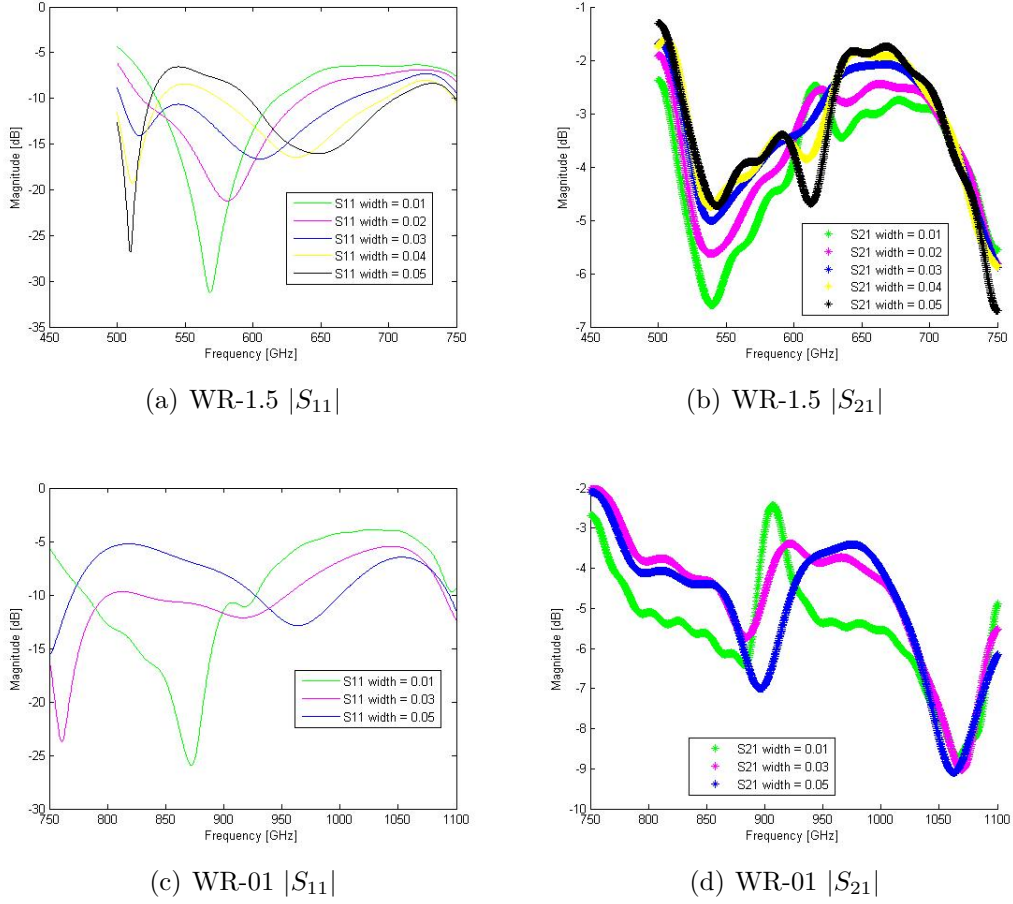 0
-5
-10
-15
-20
-25
-30
-35
Magnitude [dB]
S11 width = 0.01
S11 width = 0.02
S11 width = 0.03
S11 width = 0.04
S11 width = 0.05
450 500 550 600 650 700 750
Frequency [GHz]
(a) WR-1.5 |S11|
-1
-2
-3
-4
-5
-6
-7
Magnitude [dB]
S21 width = 0.01
S21 width = 0.02
S21 width = 0.03
S21 width = 0.04
S21 width = 0.05
450 500 550 600 650 700 750
Frequency [GHz]
(b) WR-1.5 |S21|
0
-5
-10
-15
-20
-25
-30
Magnitude [dB]
S11 width = 0.01
S11 width = 0.03
S11 width = 0.05
750 800 850 900 950 1000 1050 1100
Frequency [GHz]
(c) WR-01 |S11|
-2
-3
-4
-5
-6
-7
-8
-9
-10
Magnitude [dB]
S21 width = 0.01
S21 width = 0.03
S21 width = 0.05
750 800 850 900 950 1000 1050 1100
Frequency [GHz]
(d) WR-01 |S21|